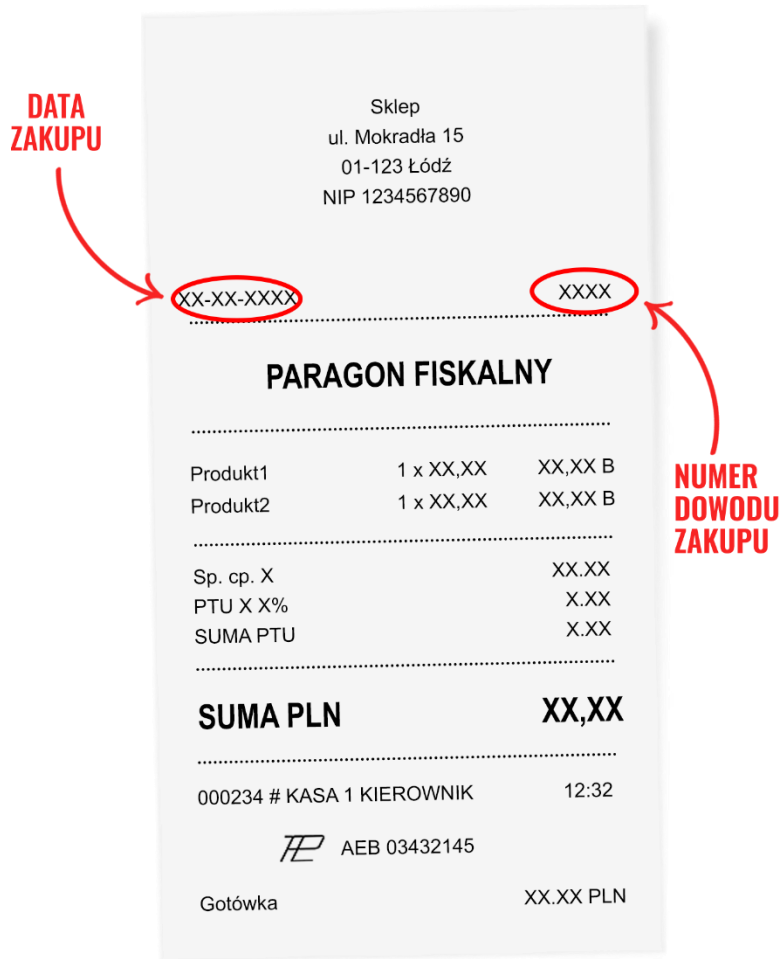 DATA
ZAKUPU
Sklep
ul. Mokradła 15
01-123 Łódź
NIP 1234567890
XX-XX-XXXX XXXX
PARAGON FISKALNY
Produkt1 1 x XX,XX XX,XX B
Produkt2 1 x XX,XX XX,XX B
NUMER
DOWODU
ZAKUPU
Sp. cp. X XX.XX
PTU X X% X.XX
SUMA PTU X.XX
SUMA PLN XX,XX
000234 # KASA 1 KIEROWNIK 12:32
AEB 03432145
Gotówka XX.XX PLN